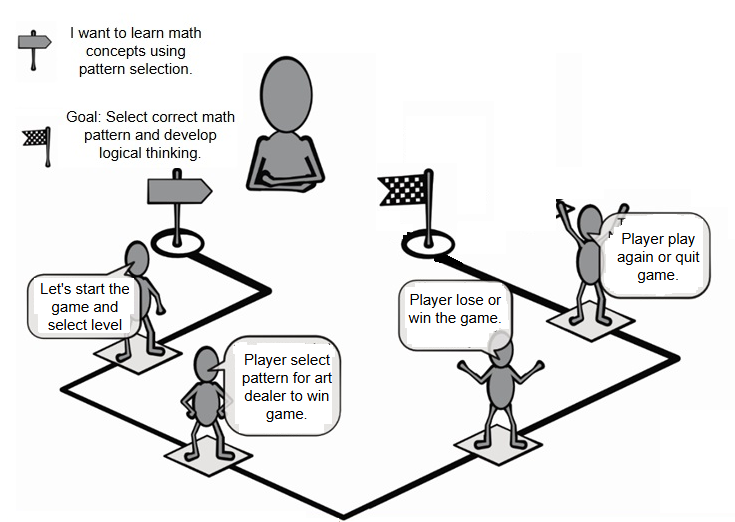 I want to learn math
concepts using
pattern selection.
Goal: Select correct math
pattern and develop
logical thinking.
Let's start the
game and
select level
Player select
pattern for art
dealer to win
game.
Player lose or
win the game.
Player play
again or quit
game.